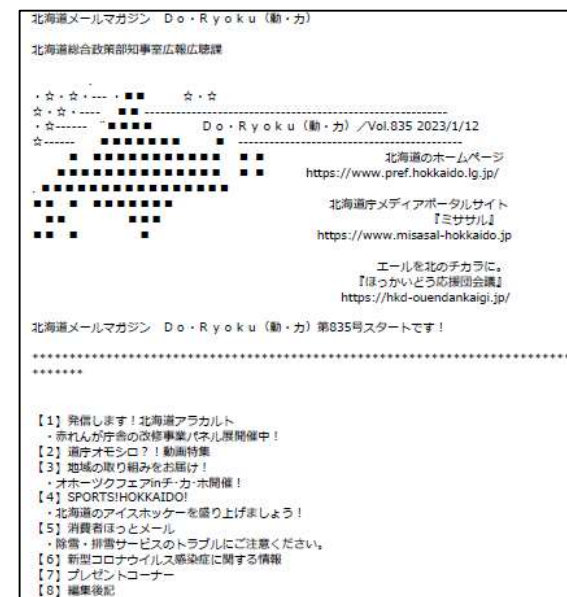 北海道メールマガジン　Ｄｏ・Ｒｙｏｋｕ（動・力）
北海道総合政策部知事室広報広聴課
.
・☆・☆・--- ・■■　　　☆・☆
☆・☆・----　 ■■ ------------------------------------------------------------
・☆------　¨■■■■　　　　Ｄｏ・Ｒｙｏｋｕ（動・力）／Vol.835 2023/1/12
☆------　　■■■■■■■　　■ --------------------------------------------
■　■■■■■■■■■■■　■■　　　　北海道のホームページ
■■■■■■■■■■■■■■　■■　　https://www.pref.hokkaido.lg.jp/
.■■■■■■■■■■■■■■■■
■■　■　■■■■■■■　　　　北海道庁メディアポータルサイト
■■　　　　■■■　　　　『ミササル』
■■　■　　　　■　　　　https://www.misasal-hokkaido.jp
エールを北のチカラに。
『ほっかいどう応援団会議』
https://hkd-ouendankaigi.jp/
北海道メールマガジン　Ｄｏ・Ｒｙｏｋｕ（動・力）第835号スタートです！
*************************************************************************
*******
【１】発信します！北海道アラカルト
・赤れんが庁舎の改修事業パネル展開催中！
【２】道庁オモシロ？！動画特集
【３】地域の取り組みをお届け！
・オホーツクフェアinチ･カ･ホ開催！
【４】SPORTS!HOKKAIDO!
・北海道のアイスホッケーを盛り上げましょう！
【５】消費者ほっとメール
・除雪・排雪サービスのトラブルにご注意ください。
【６】新型コロナウイルス感染症に関する情報
【７】プレゼントコーナー
【８】編集後記